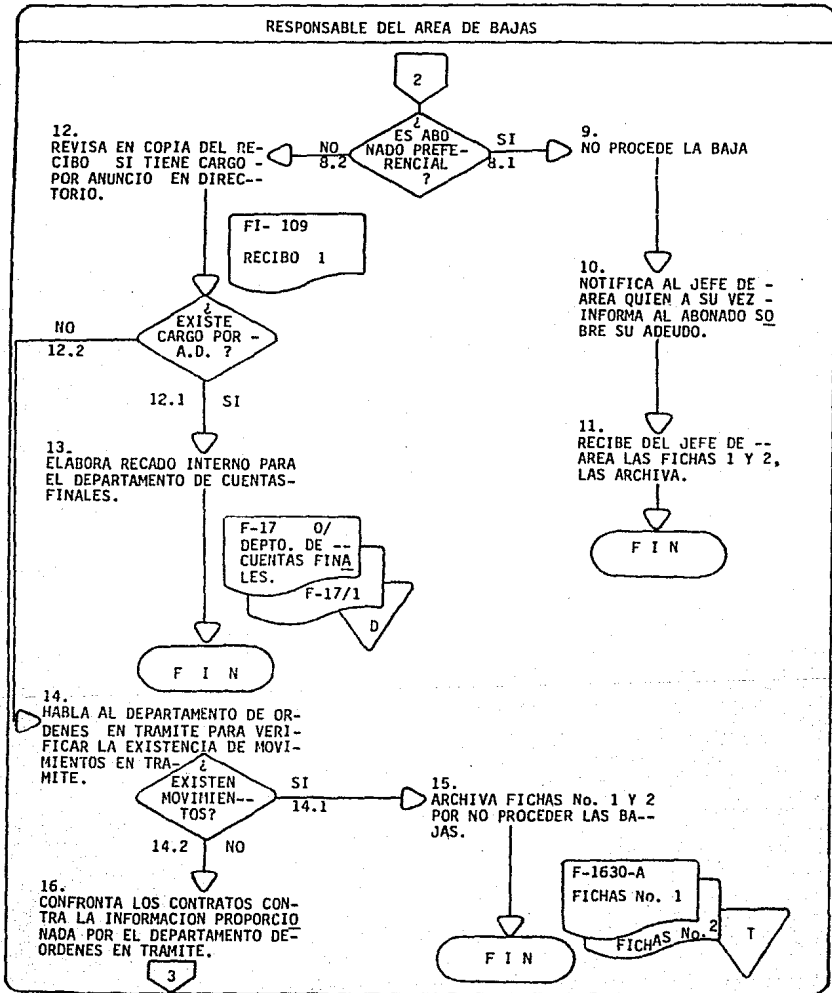 RESPONSABLE DEL AREA DE BAJAS
2
¿
ES ABO
NADO PREFE-
RENCIAL
?
NO
8.2
SI
8.1
12.
REVISA EN COPIA DEL RE-
CIBO SI TIENE CARGO -
POR ANUNCIO EN DIREC--
TORIO.
9.
NO PROCEDE LA BAJA
FI- 109
RECIBO 1
10.
NOTIFICA AL JEFE DE -
AREA QUIEN A SU VEZ -
INFORMA AL ABONADO SO
BRE SU ADEUDO.
¿
EXISTE
CARGO POR -
A.D. ?
NO
12.2
12.1 SI
11.
RECIBE DEL JEFE DE --
AREA LAS FICHAS 1 Y 2,
LAS ARCHIVA.
F I N
13.
ELABORA RECADO INTERNO PARA
EL DEPARTAMENTO DE CUENTAS-
FINALES.
F-17 O/
DEPTO. DE --
CUENTAS FINA
LES.
F-17/1
D
F I N
14.
HABLA AL DEPARTAMENTO DE OR-
DENES EN TRAMITE PARA VERI-
FICAR LA EXISTENCIA DE MOVI-
MIENTOS EN TRA-
MITE.
¿
EXISTEN
MOVIMIEN--
TOS?
SI
14.1
14.2 NO
15.
ARCHIVA FICHAS No. 1 Y 2
POR NO PROCEDER LAS BA--
JAS.
F-1630-A
FICHAS No. 1
FICHAS No. 2
T
F I N
16.
CONFRONTA LOS CONTRATOS CON-
TRA LA INFORMACION PROPORCIO
NADA POR EL DEPARTAMENTO DE-
ORDENES EN TRAMITE.
3